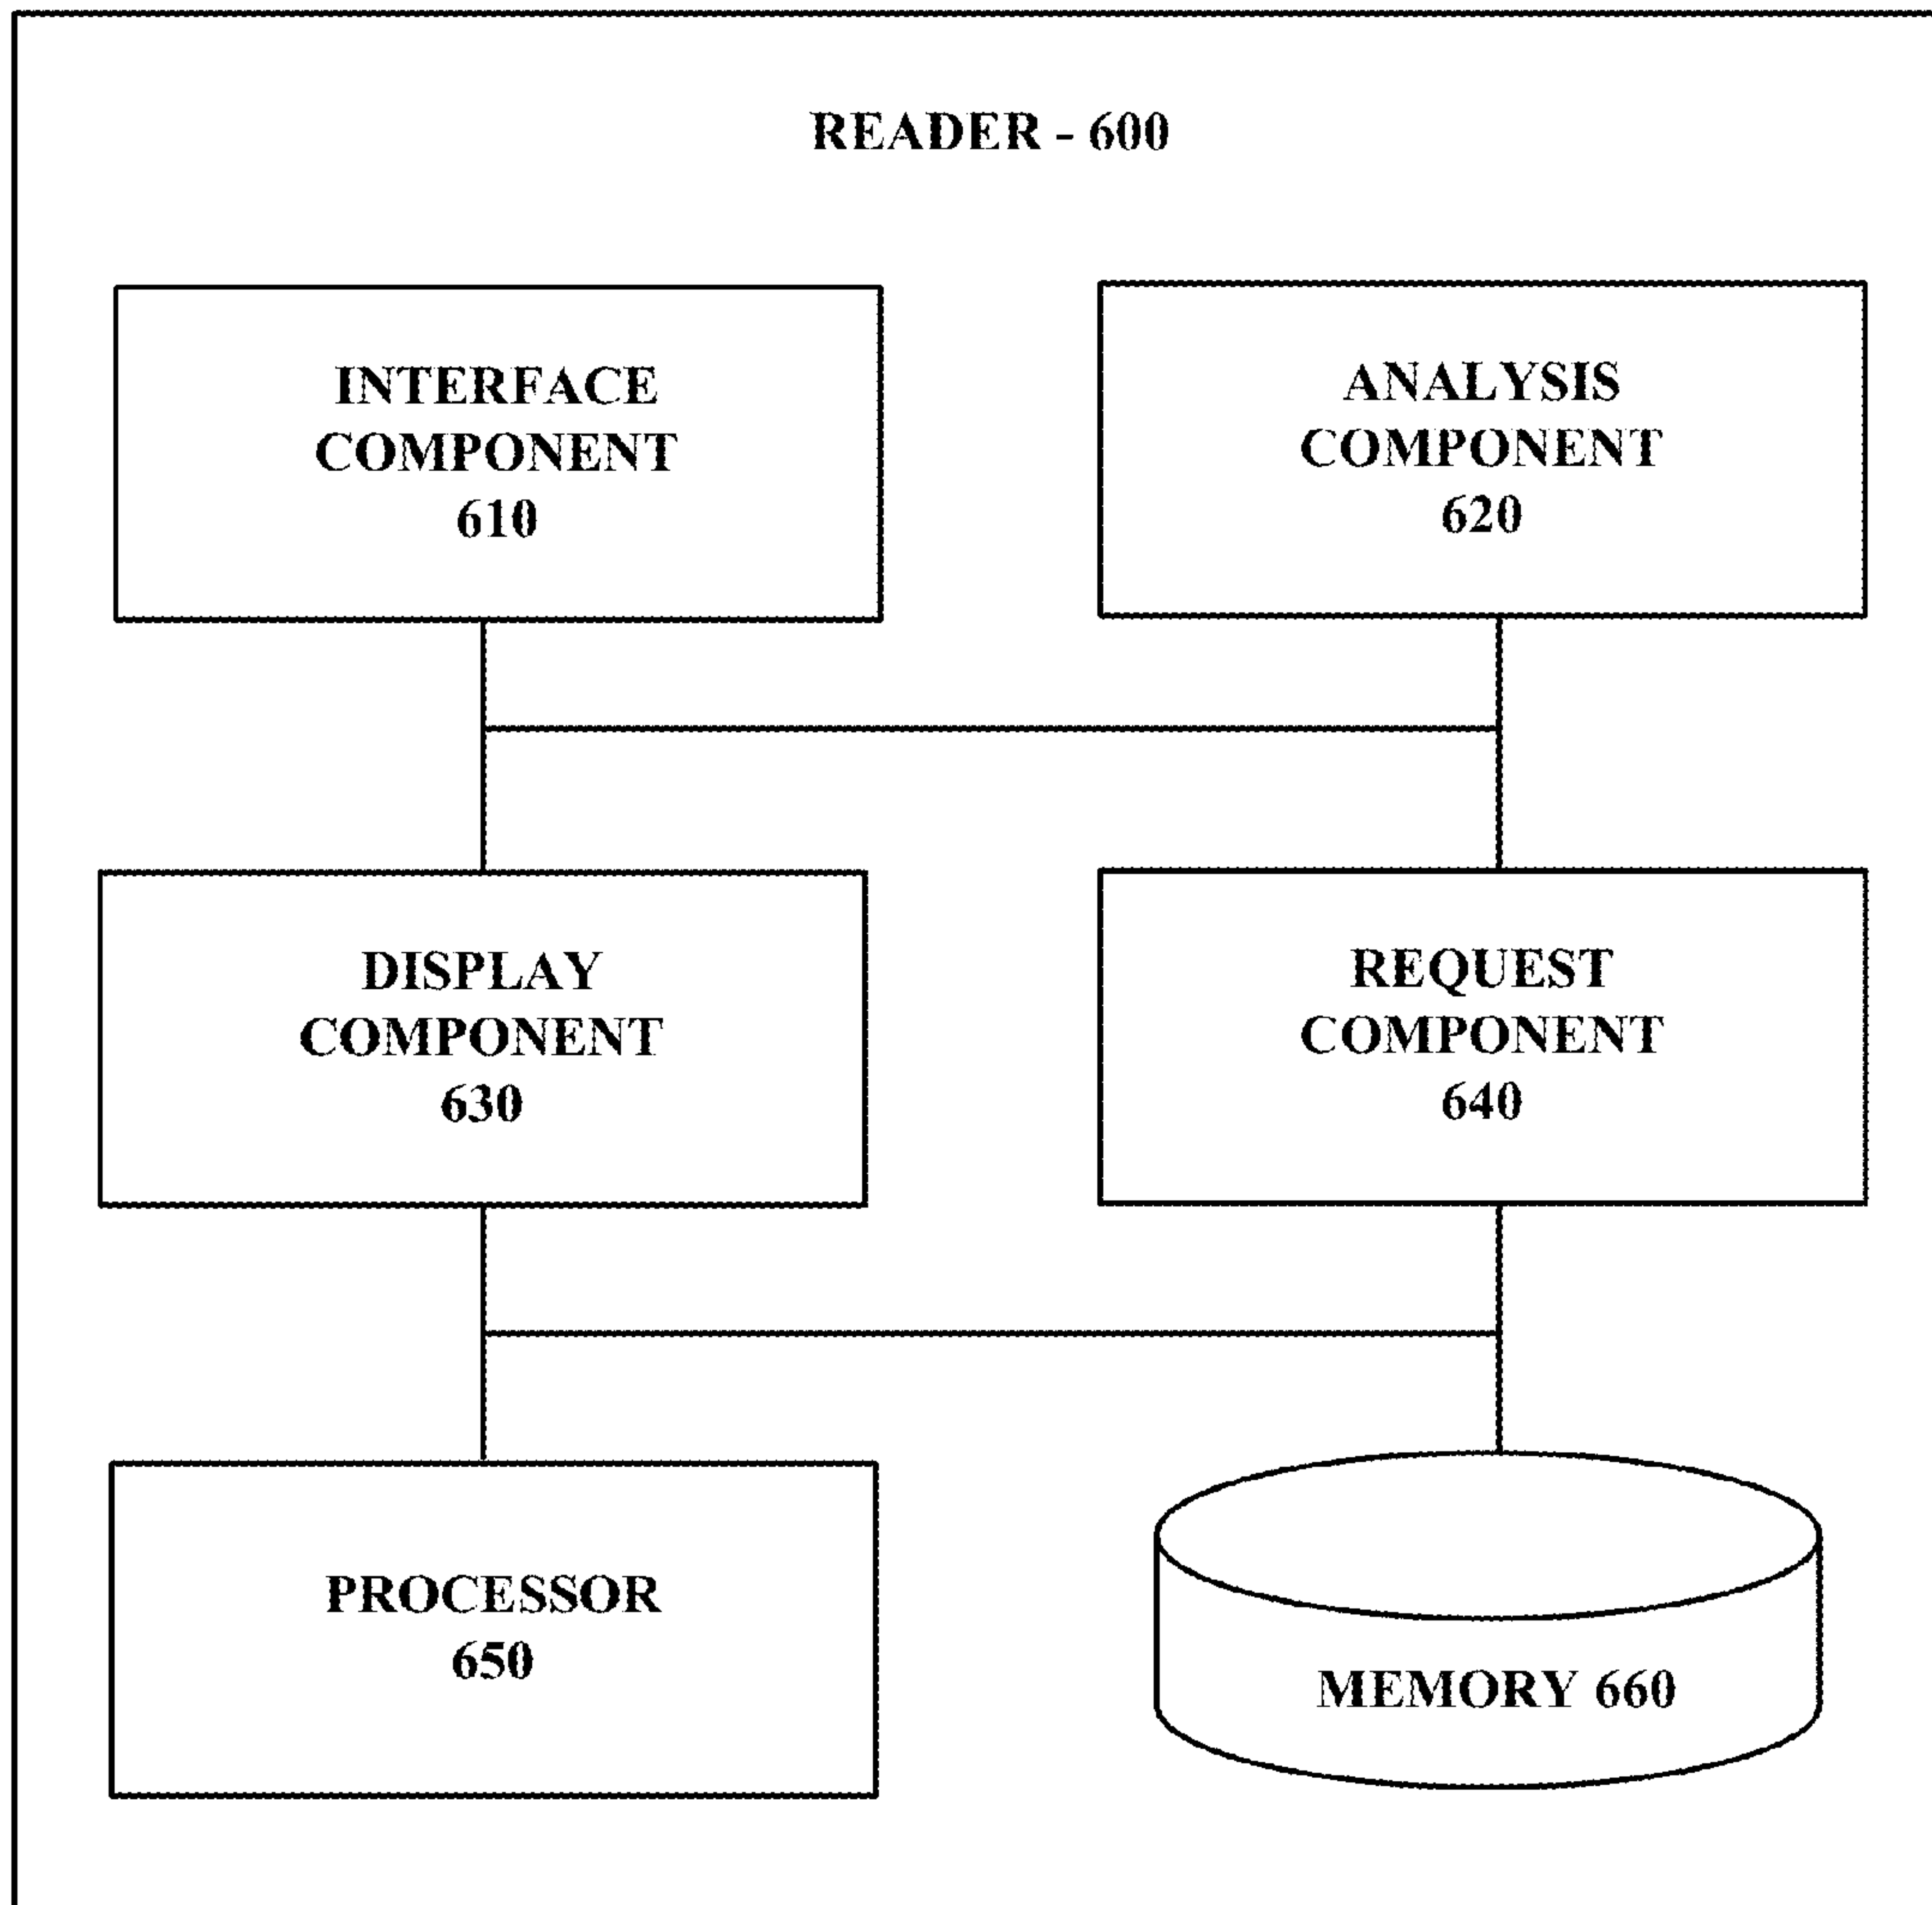 READER - 600
INTERFACE
COMPONENT
610
ANALYSIS
COMPONENT
620
DISPLAY
COMPONENT
630
REQUEST
COMPONENT
640
PROCESSOR
650
MEMORY 660